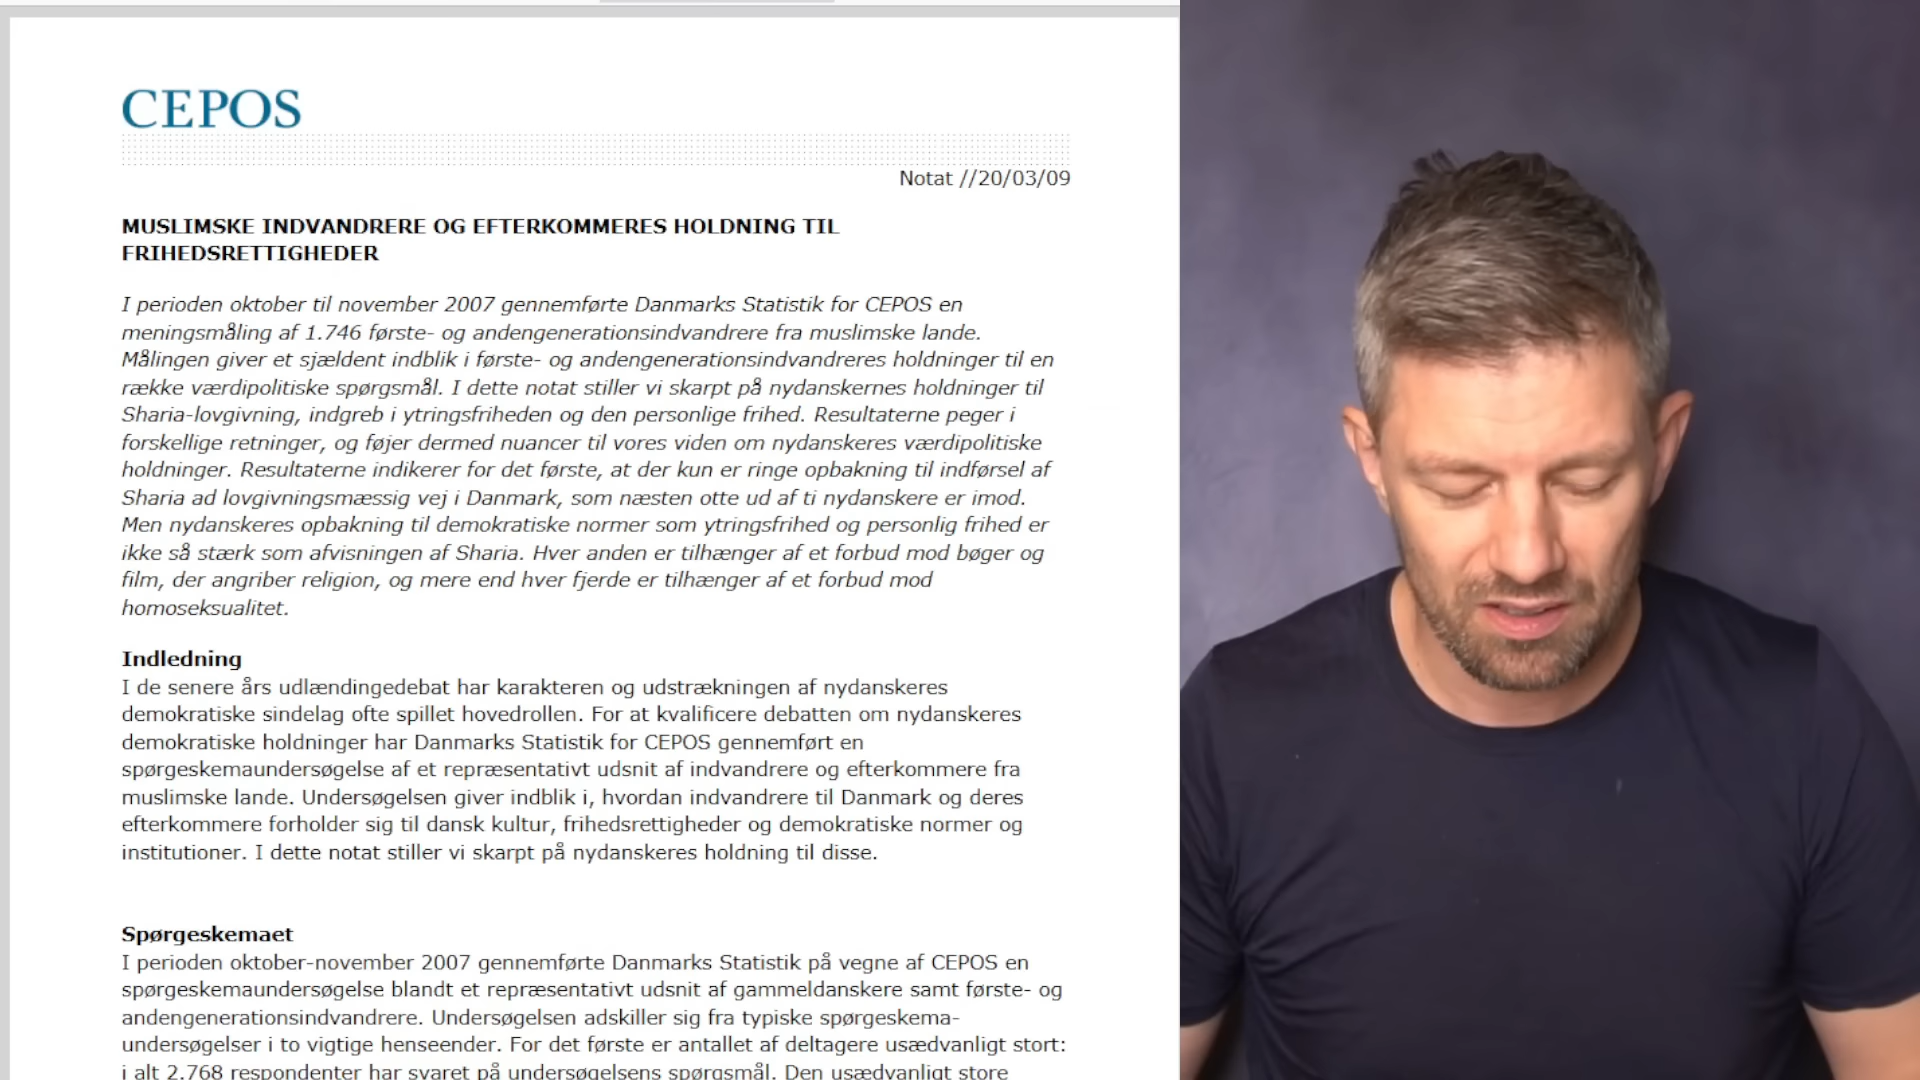 CEPOS
Notat //20/03/09
MUSLIMSKE INDVANDRERE OG EFTERKOMMERES HOLDNING TIL
FRIHEDSRETTIGHEDER
I perioden oktober til november 2007 gennemførte Danmarks Statistik for CEPOS en
meningsmåling af 1.746 første- og andengenerationsindvandrere fra muslimske lande.
Målingen giver et sjældent indblik i første- og andengenerationsindvandreres holdninger til en
række værdipolitiske spørgsmål. I dette notat stiller vi skarpt på nydanskernes holdninger til
Sharia-lovgivning, indgreb i ytringsfriheden og den personlige frihed. Resultaterne peger i
forskellige retninger, og føjer dermed nuancer til vores viden om nydanskeres værdipolitiske
holdninger. Resultaterne indikerer for det første, at der kun er ringe opbakning til indførsel af
Sharia ad lovgivningsmæssig vej i Danmark, som næsten otte ud af ti nydanskere er imod.
Men nydanskeres opbakning til demokratiske normer som ytringsfrihed og personlig frihed er
ikke så stærk som afvisningen af Sharia. Hver anden er tilhænger af et forbud mod bøger og
film, der angriber religion, og mere end hver fjerde er tilhænger af et forbud mod
homoseksualitet.
Indledning
I de senere års udlændingedebat har karakteren og udstrækningen af nydanskeres
demokratiske sindelag ofte spillet hovedrollen. For at kvalificere debatten om nydanskeres
demokratiske holdninger har Danmarks Statistik for CEPOS gennemført en
spørgeskemaundersøgelse af et repræsentativt udsnit af indvandrere og efterkommere fra
muslimske lande. Undersøgelsen giver indblik i, hvordan indvandrere til Danmark og deres
efterkommere forholder sig til dansk kultur, frihedsrettigheder og demokratiske normer og
institutioner. I dette notat stiller vi skarpt på nydanskeres holdning til disse.
Spørgeskemaet
I perioden oktober-november 2007 gennemførte Danmarks Statistik på vegne af CEPOS en
spørgeskemaundersøgelse blandt et repræsentativt udsnit af gammeldanskere samt første- og
andengenerationsindvandrere. Undersøgelsen adskiller sig fra typiske spørgeskema-
undersøgelser i to vigtige henseender. For det første er antallet af deltagere usædvanligt stort:
i alt 2.768 respondenter har svaret på undersøgelsens spørgsmål. Den usædvanligt store